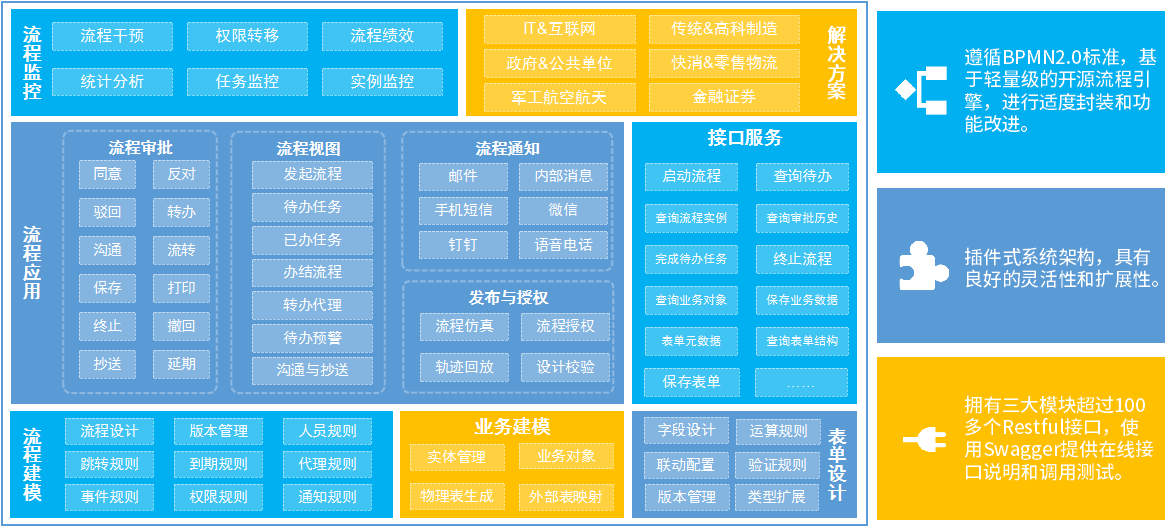 流程监控
流程干预
权限转移
流程绩效
统计分析
任务监控
实例监控
IT&互联网
传统&高科制造
政府&公共单位
快消&零售物流
军工航空航天
金融证券
解决方案
流程应用
流程审批
同意
反对
驳回
转办
沟通
流转
保存
打印
终止
撤回
抄送
延期
流程视图
发起流程
待办任务
已办任务
办结流程
转办代理
待办预警
沟通与抄送
流程通知
邮件
内部消息
手机短信
微信
钉钉
语音电话
发布与授权
流程仿真
流程授权
轨迹回放
设计校验
接口服务
启动流程
查询待办
查询流程实例
查询审批历史
完成待办任务
终止流程
查询业务对象
保存业务数据
表单元数据
查询表单结构
保存表单
……
流程建模
流程设计
版本管理
人员规则
跳转规则
到期规则
代理规则
事件规则
权限规则
通知规则
业务建模
实体管理
业务对象
物理表生成
外部表映射
字段设计
运算规则
联动配置
验证规则
版本管理
类型扩展
表单设计
遵循BPMN2.0标准，基
于轻量级的开源流程引
擎，进行适度封装和功
能改进。
插件式系统架构，具有
良好的灵活性和扩展性。
拥有三大模块超过100
多个Restful接口，使
用Swagger提供在线接
口说明和调用测试。